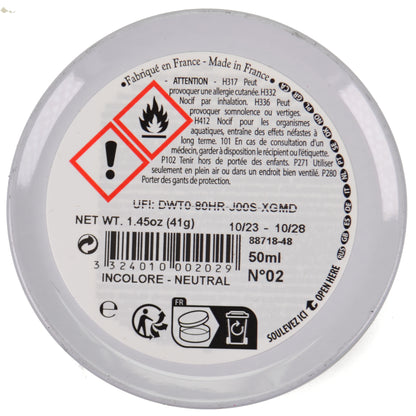 • Fabriqué en France - Made in France •
- ATTENTION - H317 Peut
provoquer une allergie cutanée. H332
Nocif par inhalation. H336 Peut
provoquer somnolence ou vertiges.
H412 Nocif pour les organismes
aquatiques, entraîne des effets néfastes à
long terme. 101 En cas de consultation d'un
médecin, garder à disposition le récipient ou l'étiquette.
P102 Tenir hors de portée des enfants. P271 Utiliser
seulement en plein air ou dans un endroit bien ventilé. P280
Porter des gants de protection.
UFI: DWT0-80HR-J00S-XGMD
NET WT. 1.45oz (41g)
10/23 - 10/28
88718-48
3 324010 002029
50ml
INCOLORE - NEUTRAL
N°02
FR
SOULEVEZ ICI
OPEN HERE